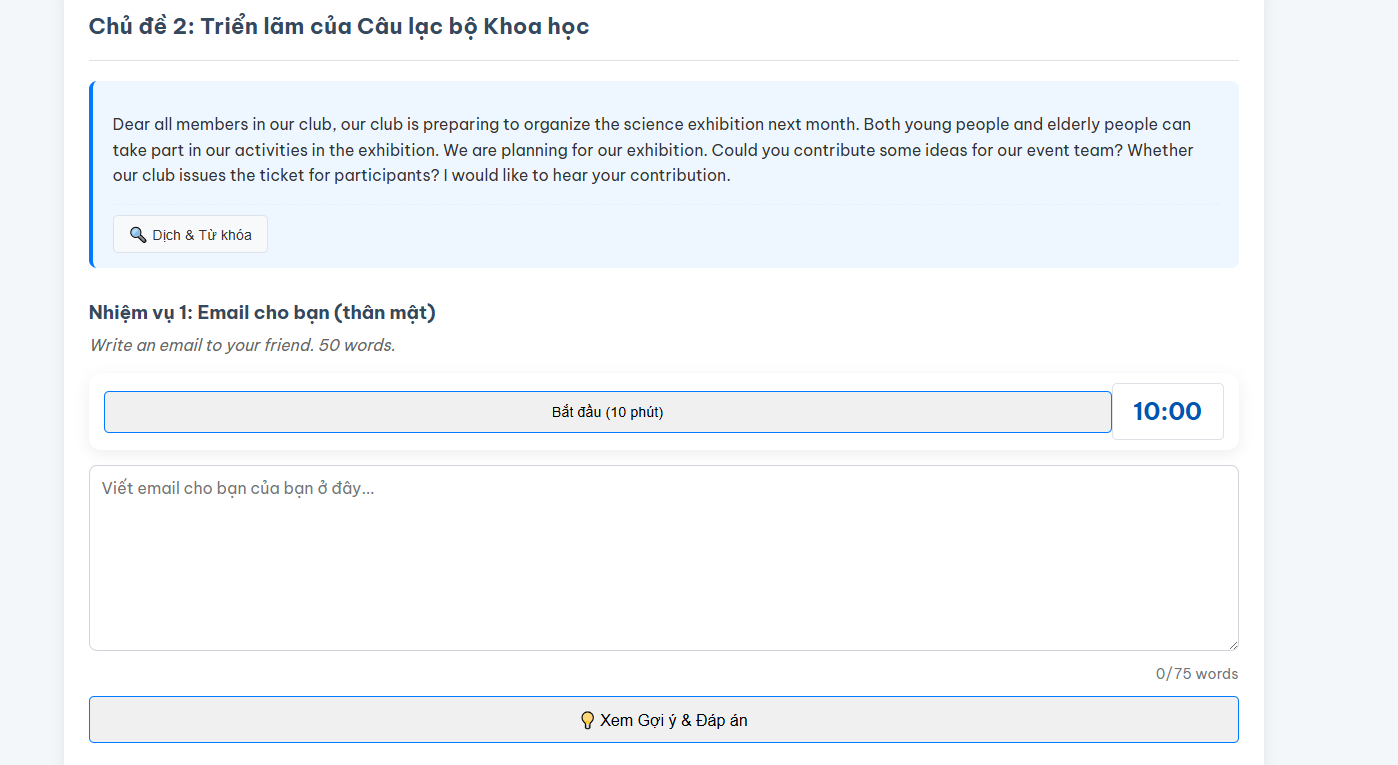 Chủ đề 2: Triển lãm của Câu lạc bộ Khoa học
Dear all members in our club, our club is preparing to organize the science exhibition next month. Both young people and elderly people can
take part in our activities in the exhibition. We are planning for our exhibition. Could you contribute some ideas for our event team? Whether
our club issues the ticket for participants? I would like to hear your contribution.
🔍 Dịch & Từ khóa
Nhiệm vụ 1: Email cho bạn (thân mật)
Write an email to your friend. 50 words.
Bắt đầu (10 phút)
10:00
Viết email cho bạn của bạn ở đây...
0/75 words
💡 Xem Gợi ý & Đáp án